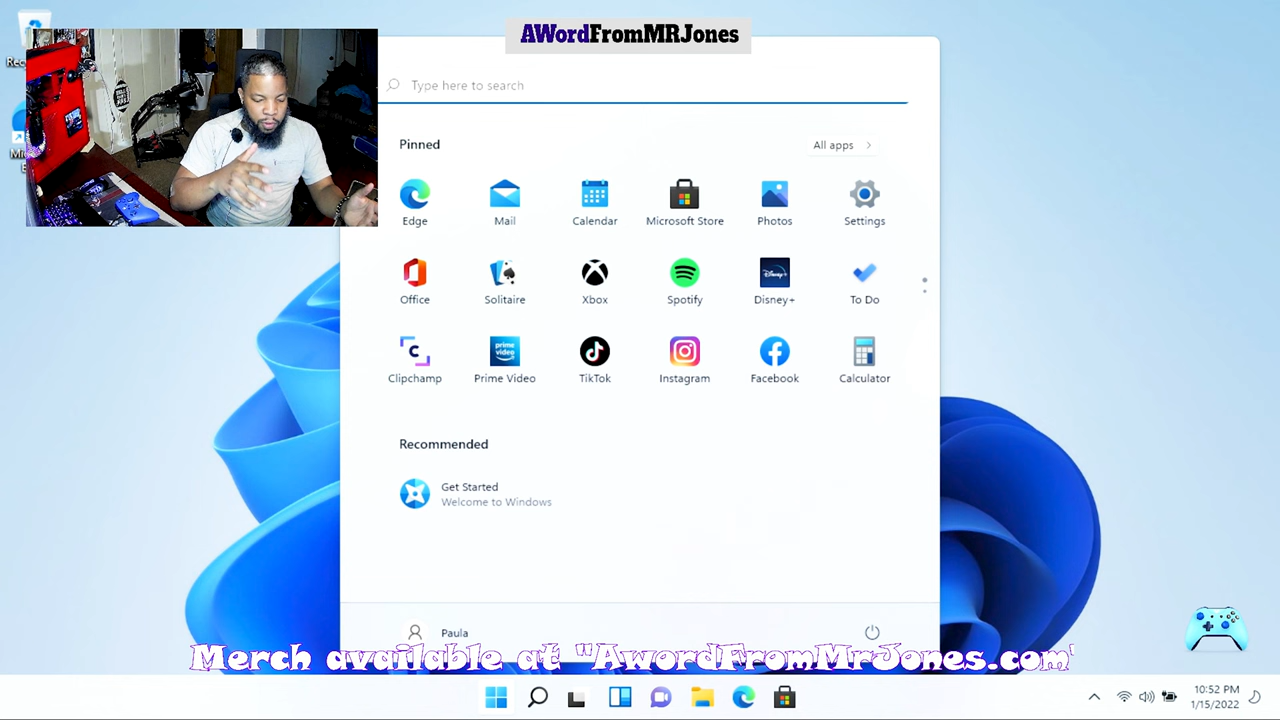 AWordFromMRJones
Type here to search
Pinned
All apps
Edge
Mail
Calendar
Microsoft Store
Photos
Settings
Office
Solitaire
Xbox
Spotify
Disney+
To Do
Clipchamp
Prime Video
TikTok
Instagram
Facebook
Calculator
Recommended
Get Started
Welcome to Windows
Paula
Merch available at "AwordFromMrJones.com'
10:52 PM
1/15/2022